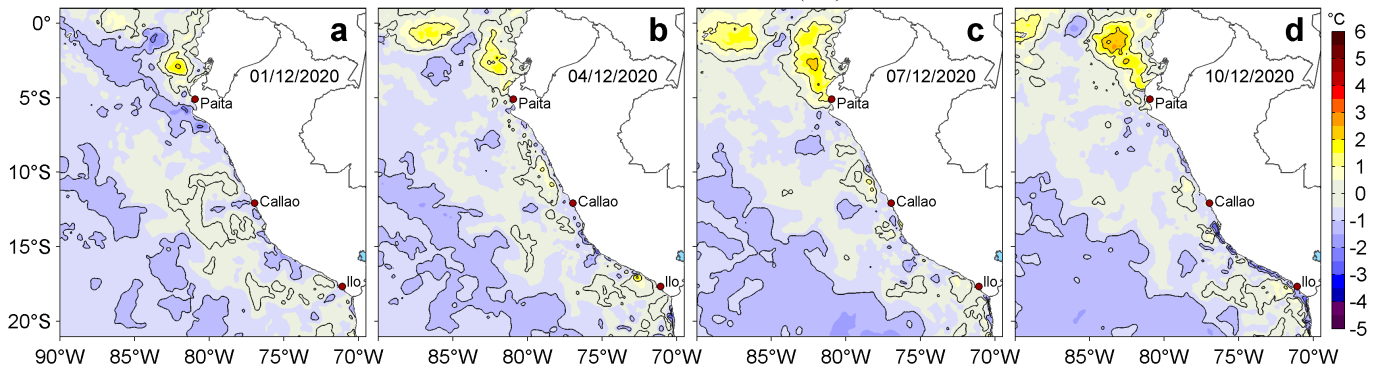 a
01/12/2020
Paita
Callao
Ilo
b
04/12/2020
Paita
Callao
Ilo
c
07/12/2020
Paita
Callao
Ilo
d
10/12/2020
Paita
Callao
Ilo
0°
5°S
10°S
15°S
20°S
90°W 85°W 80°W 75°W 70°W
85°W 80°W 75°W 70°W
85°W 80°W 75°W 70°W
85°W 80°W 75°W 70°W
°C
6
5
4
3
2
1
0
-1
-2
-3
-4
-5